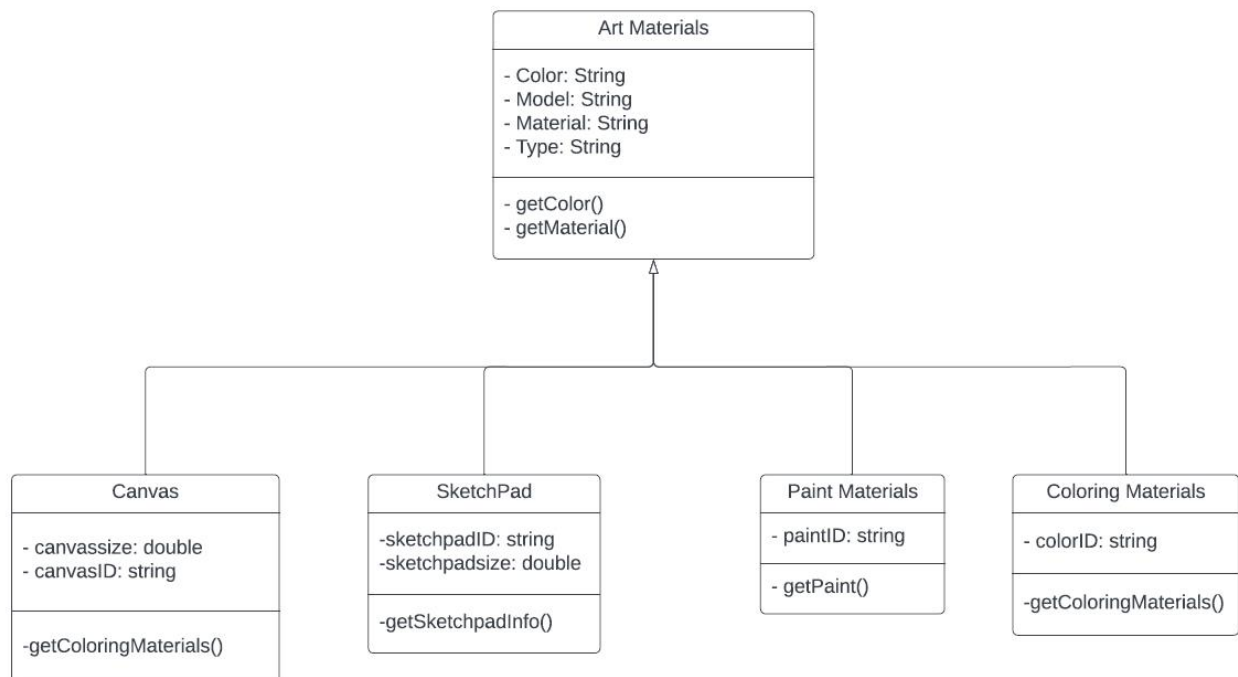 Art Materials
- Color: String
- Model: String
- Material: String
- Type: String
- getColor()
- getMaterial()
Canvas
- canvassize: double
- canvasID: string
-getColoringMaterials()
SketchPad
-sketchpadID: string
-sketchpadsize: double
-getSketchpadInfo()
Paint Materials
- paintID: string
- getPaint()
Coloring Materials
- colorID: string
-getColoringMaterials()